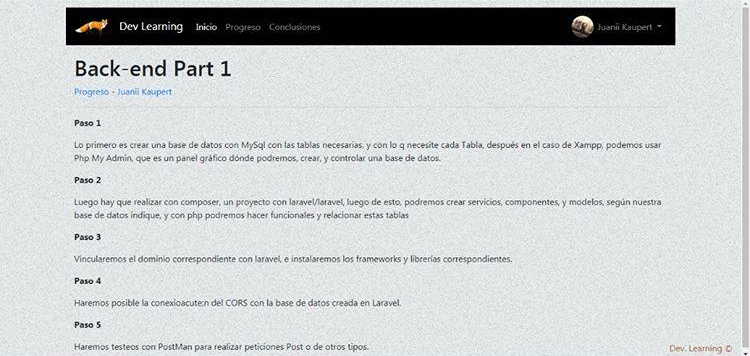 Dev Learning Inicio Progreso Conclusiones Juanii Kaupert
Back-end Part 1
Progreso - Juanii Kaupert
Paso 1
Lo primero es crear una base de datos con MySql con las tablas necesarias, y con lo q necesite cada Tabla, después en el caso de Xampp, podemos usar
Php My Admin, que es un panel gráfico dónde podremos, crear, y controlar una base de datos.
Paso 2
Luego hay que realizar con composer, un proyecto con laravel/laravel, luego de esto, podremos crear servicios, componentes, y modelos, según nuestra
base de datos indique, y con php podremos hacer funcionales y relacionar estas tablas
Paso 3
Vincularemos el dominio correspondiente con laravel, e instalaremos los frameworks y librerías correspondientes.
Paso 4
Haremos posible la conexioacute;n del CORS con la base de datos creada en Laravel.
Paso 5
Haremos testeos con PostMan para realizar peticiones Post o de otros tipos.
Dev. Learning ©